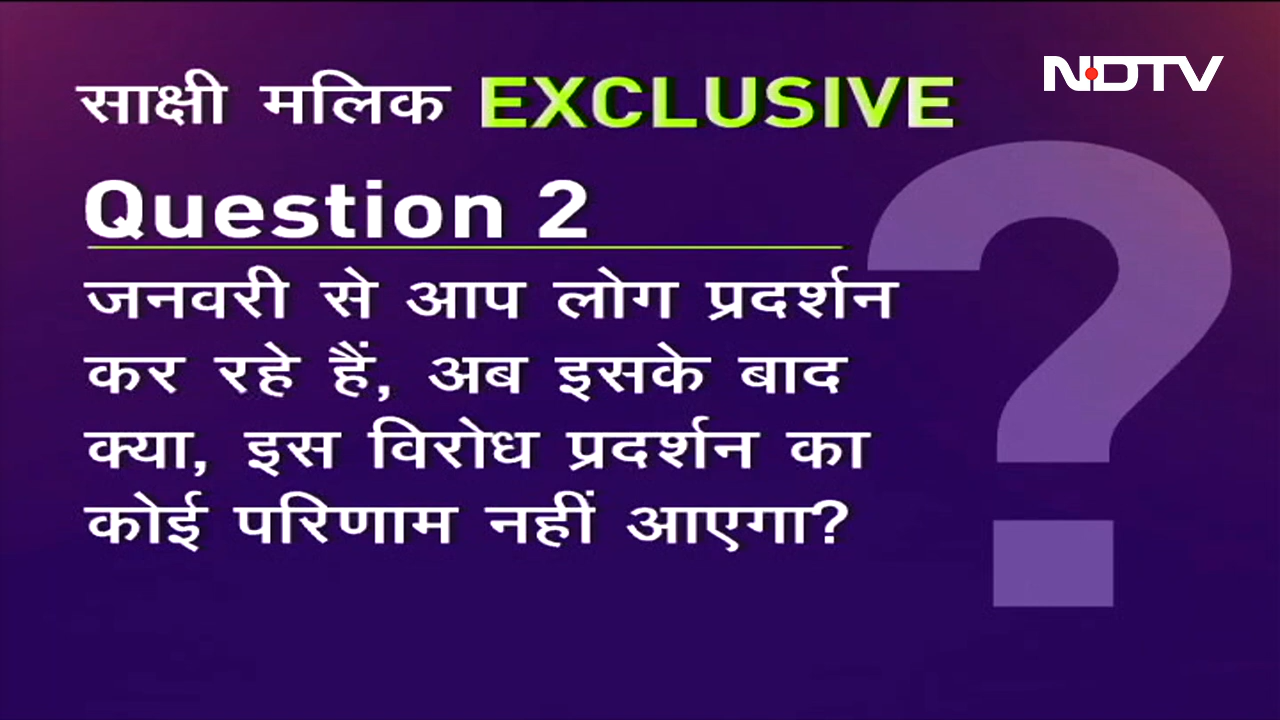 साक्षी मलिक EXCLUSIVE
NDTV
Question 2
जनवरी से आप लोग प्रदर्शन
कर रहे हैं, अब इसके बाद
क्या, इस विरोध प्रदर्शन का
कोई परिणाम नहीं आएगा?
?